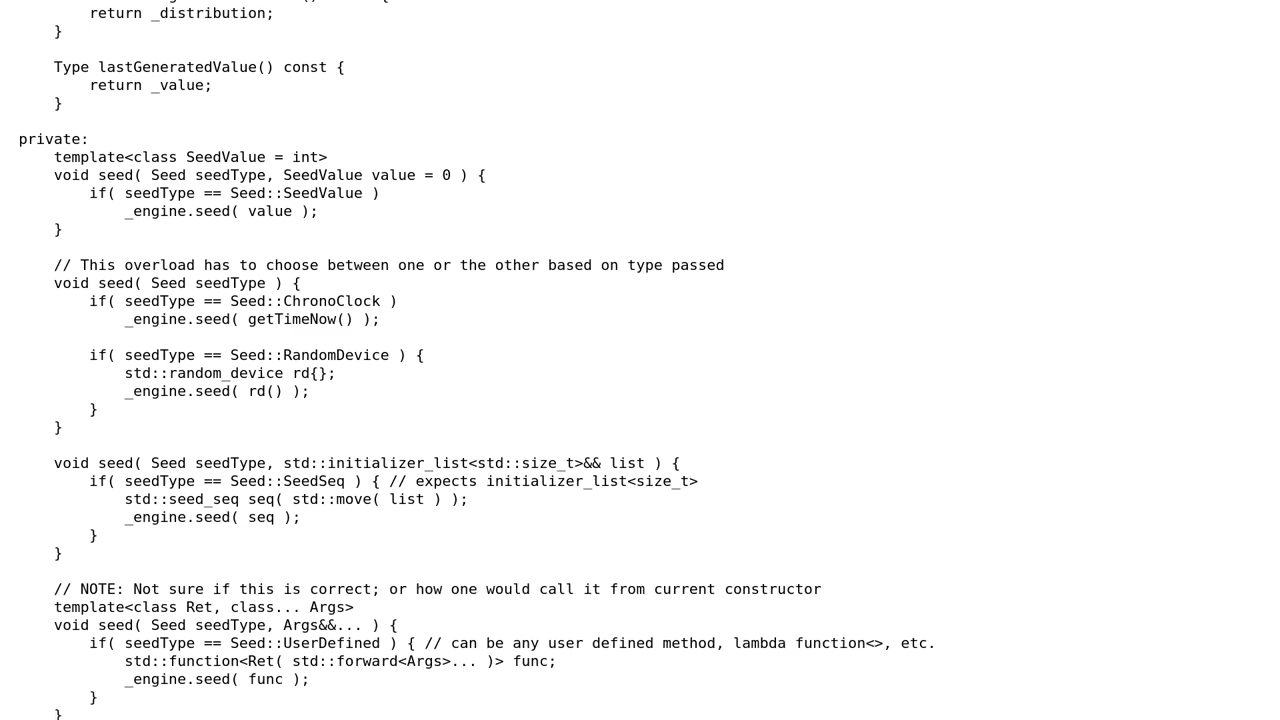 return _distribution;
}
Type lastGeneratedValue() const {
return _value;
}
private:
template<class SeedValue = int>
void seed( Seed seedType, SeedValue value = 0 ) {
if( seedType == Seed::SeedValue )
_engine.seed( value );
}
// This overload has to choose between one or the other based on type passed
void seed( Seed seedType ) {
if( seedType == Seed::ChronoClock )
_engine.seed( getTimeNow() );
if( seedType == Seed::RandomDevice ) {
std::random_device rd{};
_engine.seed( rd() );
}
}
void seed( Seed seedType, std::initializer_list<std::size_t>&& list ) {
if( seedType == Seed::SeedSeq ) { // expects initializer_list<size_t>
std::seed_seq seq( std::move( list ) );
_engine.seed( seq );
}
}
// NOTE: Not sure if this is correct; or how one would call it from current constructor
template<class Ret, class... Args>
void seed( Seed seedType, Args&&... ) {
if( seedType == Seed::UserDefined ) { // can be any user defined method, lambda function<>, etc.
std::function<Ret( std::forward<Args>... )> func;
_engine.seed( func );
}
}